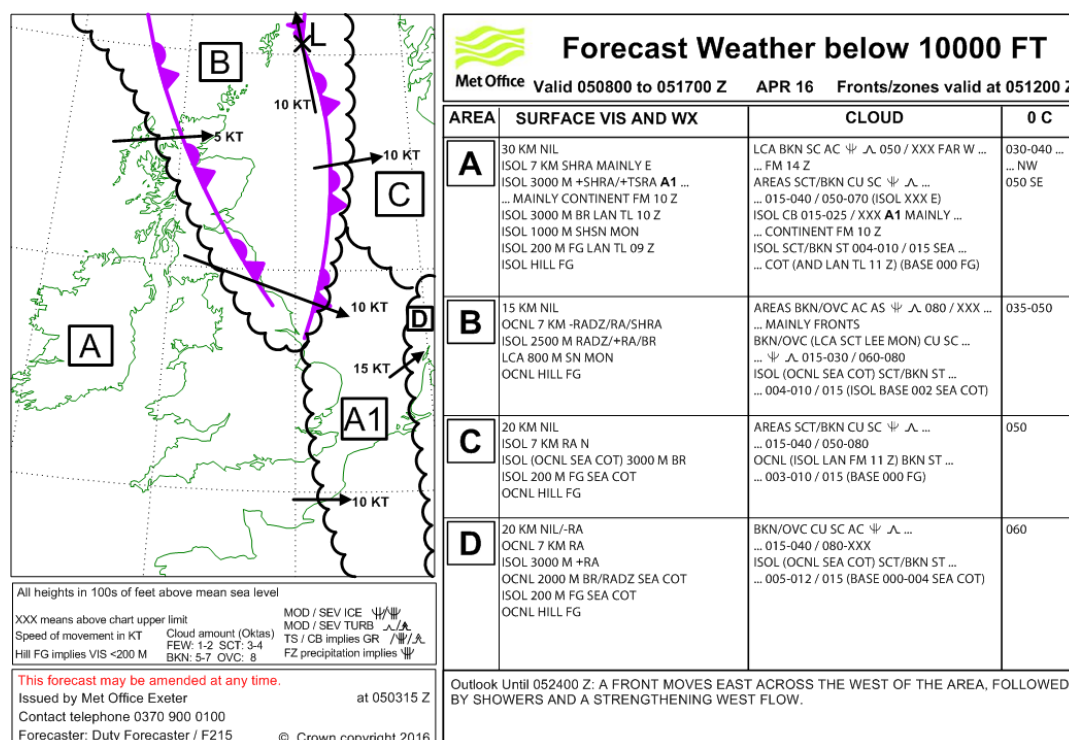 B
L
10 KT
5 KT
10 KT
C
10 KT
D
A
15 KT
A1
10 KT
All heights in 100s of feet above mean sea level
XXX means above chart upper limit
Speed of movement in KT
Hill FG implies VIS <200 M
Cloud amount (Oktas)
FEW: 1-2 SCT: 3-4
BKN: 5-7 OVC: 8
MOD / SEV ICE
MOD / SEV TURB
TS / CB implies GR
FZ precipitation implies
This forecast may be amended at any time.
Issued by Met Office Exeter at 050315 Z
Contact telephone 0370 900 0100
Forecaster: Duty Forecaster / F215
© Crown copyright 2016
Met Office
Forecast Weather below 10000 FT
Valid 050800 to 051700 Z APR 16 Fronts/zones valid at 051200 Z
AREA SURFACE VIS AND WX CLOUD 0 C
A
30 KM NIL
ISOL 7 KM SHRA MAINLY E
ISOL 3000 M +SHRA/+TSRA A1 ...
... MAINLY CONTINENT FM 10 Z
ISOL 3000 M BR LAN TL 10 Z
ISOL 1000 M SHSN MON
ISOL 200 M FG LAN TL 09 Z
ISOL HILL FG
LCA BKN SC AC 050 / XXX FAR W ...
... FM 14 Z
AREAS SCT/BKN CU SC ...
... 015-040 / 050-070 (ISOL XXX E)
ISOL CB 015-025 / XXX A1 MAINLY ...
... CONTINENT FM 10 Z
ISOL SCT/BKN ST 004-010 / 015 SEA ...
... COT (AND LAN TL 11 Z) (BASE 000 FG)
030-040 ...
... NW
050 SE
B
15 KM NIL
OCNL 7 KM -RADZ/RA/SHRA
ISOL 2500 M RADZ/+RA/BR
LCA 800 M SN MON
OCNL HILL FG
AREAS BKN/OVC AC AS 080 / XXX ...
... MAINLY FRONTS
BKN/OVC (LCA SCT LEE MON) CU SC ...
... 015-030 / 060-080
ISOL (OCNL SEA COT) SCT/BKN ST ...
... 004-010 / 015 (ISOL BASE 002 SEA COT)
035-050
C
20 KM NIL
ISOL 7 KM RA N
ISOL (OCNL SEA COT) 3000 M BR
ISOL 200 M FG SEA COT
OCNL HILL FG
AREAS SCT/BKN CU SC ...
... 015-040 / 050-080
OCNL (ISOL LAN FM 11 Z) BKN ST ...
... 003-010 / 015 (BASE 000 FG)
050
D
20 KM NIL/-RA
OCNL 7 KM RA
ISOL 3000 M +RA
OCNL 2000 M BR/RADZ SEA COT
ISOL 200 M FG SEA COT
OCNL HILL FG
BKN/OVC CU SC AC ...
... 015-040 / 080-XXX
ISOL (OCNL SEA COT) SCT/BKN ST ...
... 005-012 / 015 (BASE 000-004 SEA COT)
060
Outlook Until 052400 Z: A FRONT MOVES EAST ACROSS THE WEST OF THE AREA, FOLLOWED
BY SHOWERS AND A STRENGTHENING WEST FLOW.